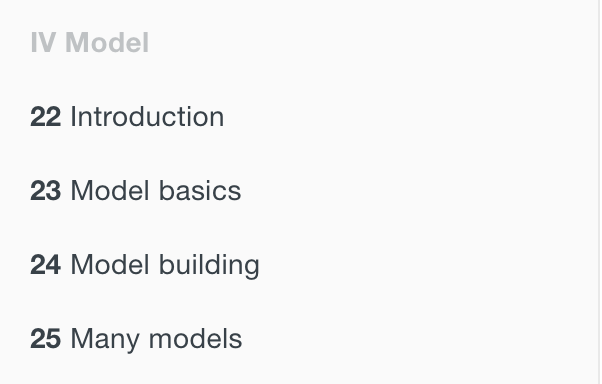 IV Model
22 Introduction
23 Model basics
24 Model building
25 Many models